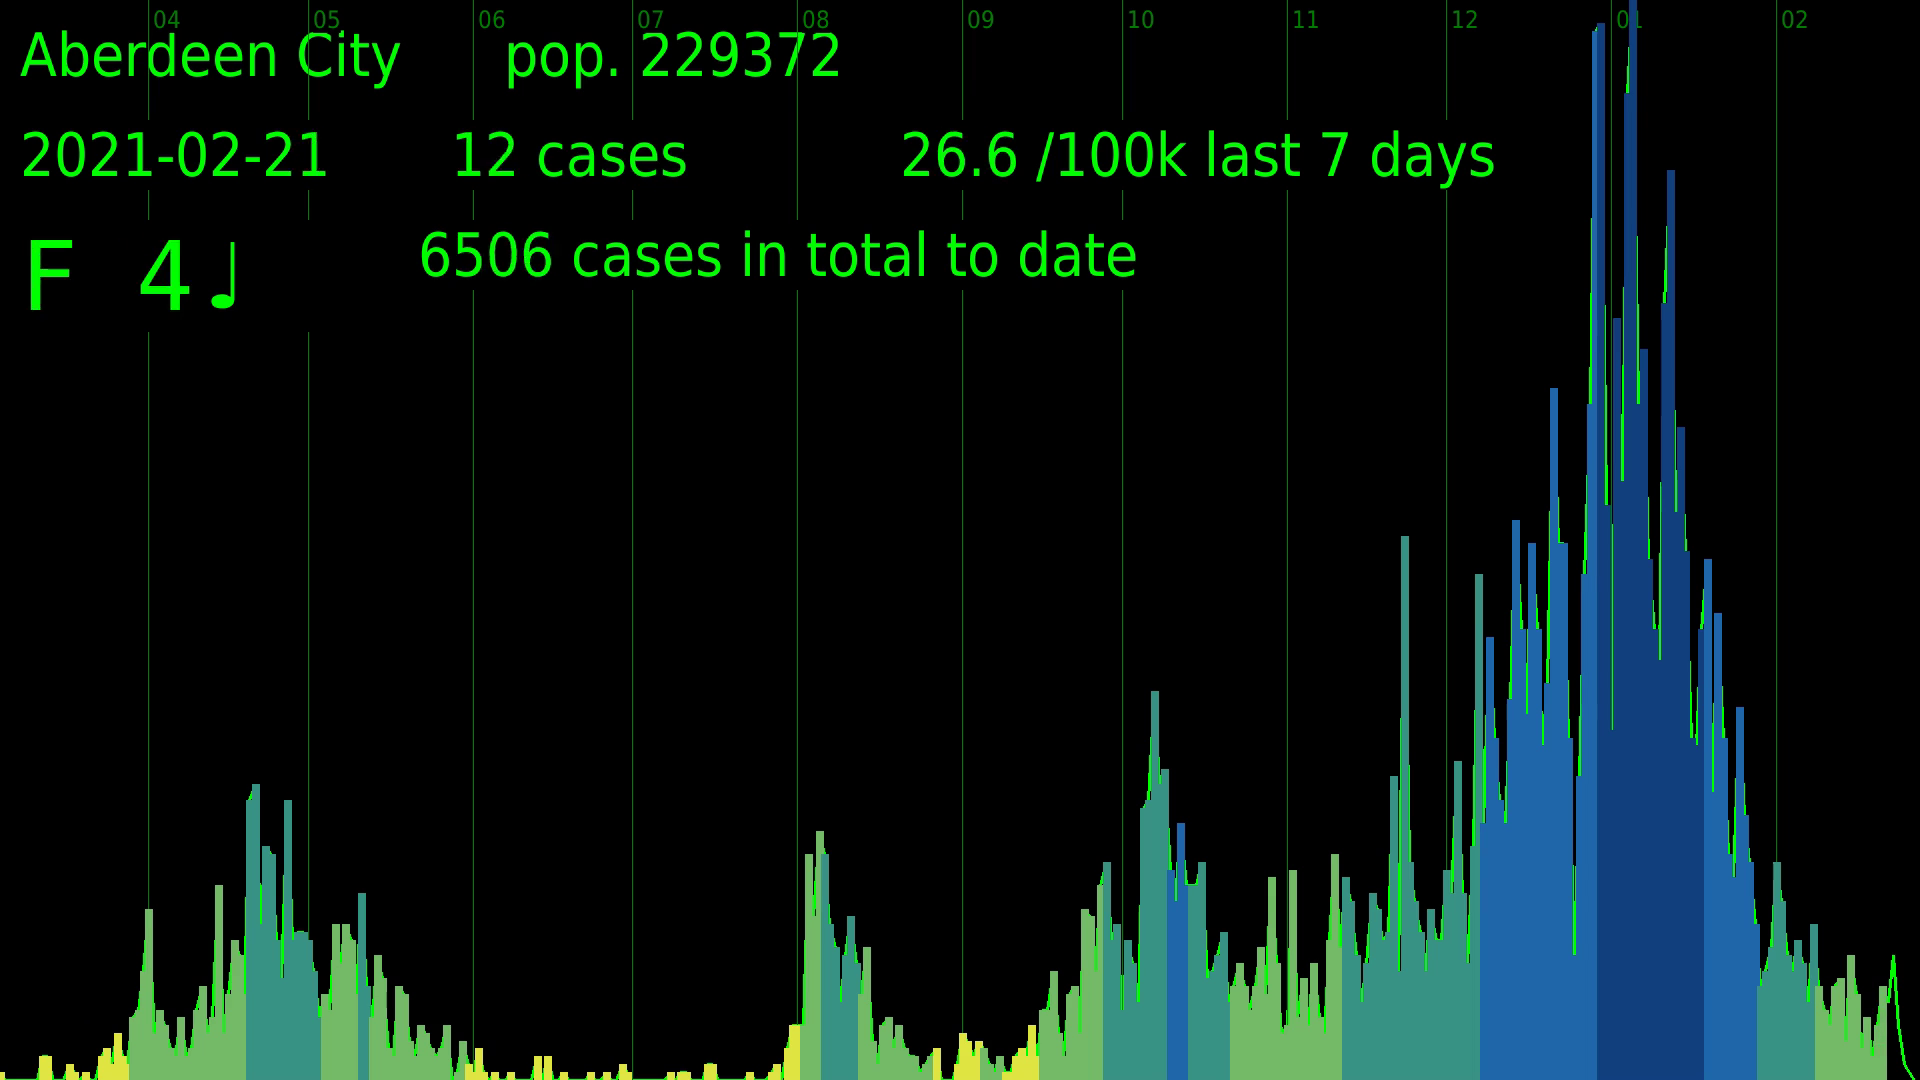 04 05 06 07 08 09 10 11 12 01 02
Aberdeen City pop. 229372
2021-02-21 12 cases 26.6 /100k last 7 days
F 4♩ 6506 cases in total to date